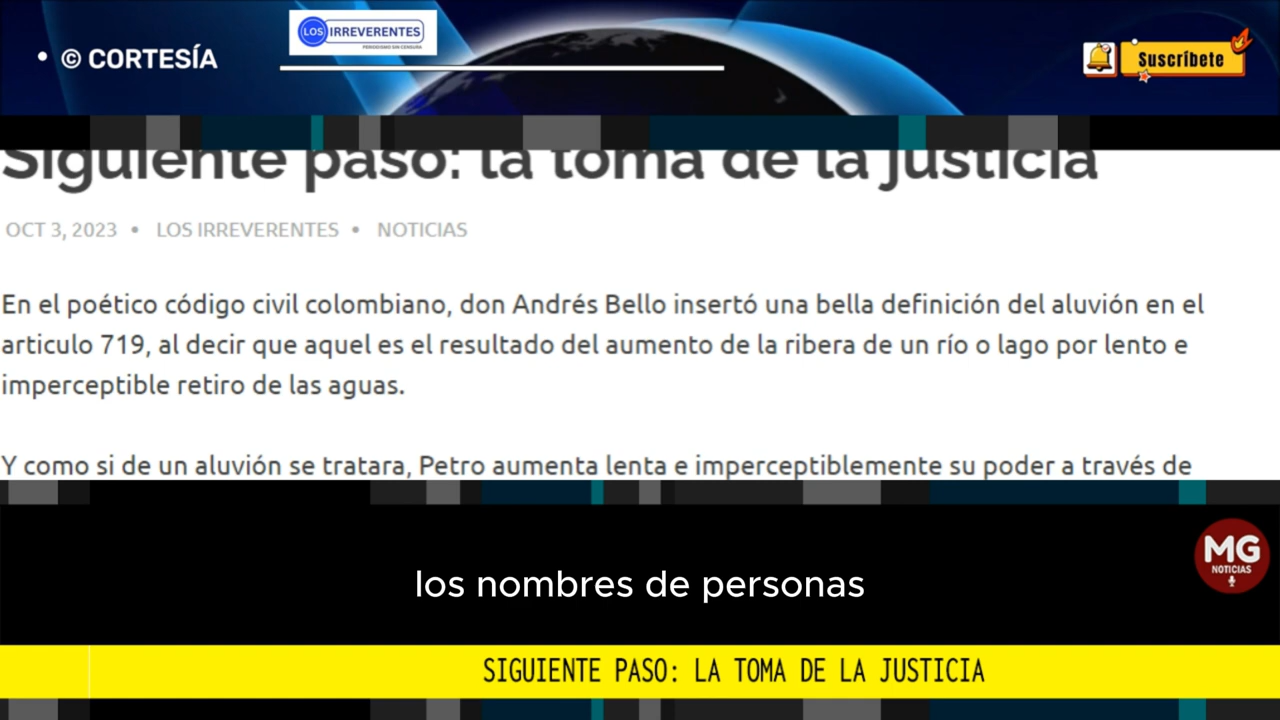 © CORTESÍA
LOS IRREVERENTES
PERIODISMO SIN CENSURA
Suscríbete
Siguiente paso: la toma de la justicia
OCT 3, 2023 • LOS IRREVERENTES • NOTICIAS
En el poético código civil colombiano, don Andrés Bello insertó una bella definición del aluvión en el
articulo 719, al decir que aquel es el resultado del aumento de la ribera de un río o lago por lento e
imperceptible retiro de las aguas.
Y como si de un aluvión se tratara, Petro aumenta lenta e imperceptiblemente su poder a través de
MG
NOTICIAS
los nombres de personas
SIGUIENTE PASO: LA TOMA DE LA JUSTICIA